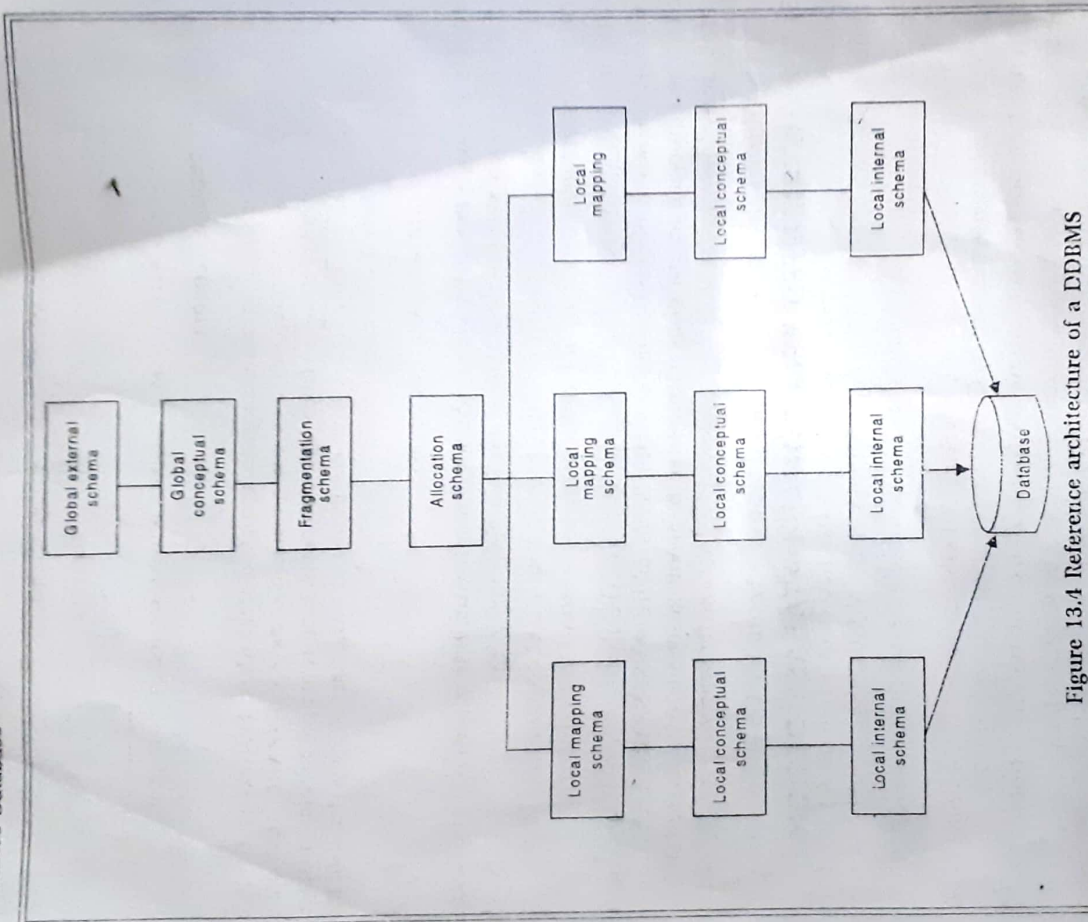 Global external
schema
Global
conceptual
schema
Fragmentation
schema
Allocation
schema
Local mapping
schema
Local
mapping
schema
Local
mapping
Local conceptual
schema
Local conceptual
schema
Local conceptual
schema
Local internal
schema
Local internal
schema
Local internal
schema
Database
Figure 13.4 Reference architecture of a DDBMS